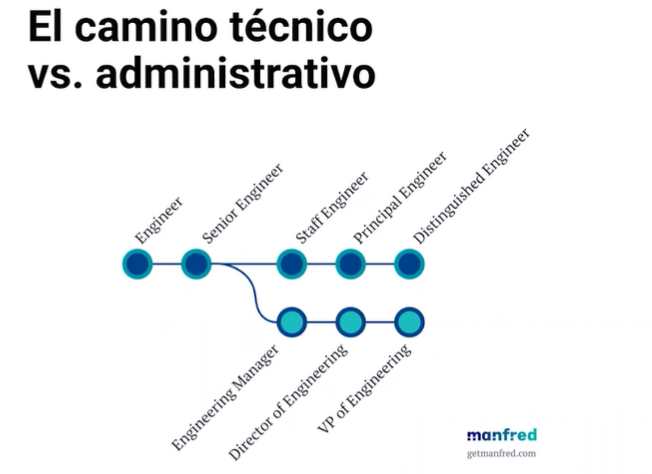 El camino técnico
vs. administrativo
Engineer
Senior Engineer
Staff Engineer
Principal Engineer
Distinguished Engineer
Engineering Manager
Director of Engineering
VP of Engineering
manfred
getmanfred.com